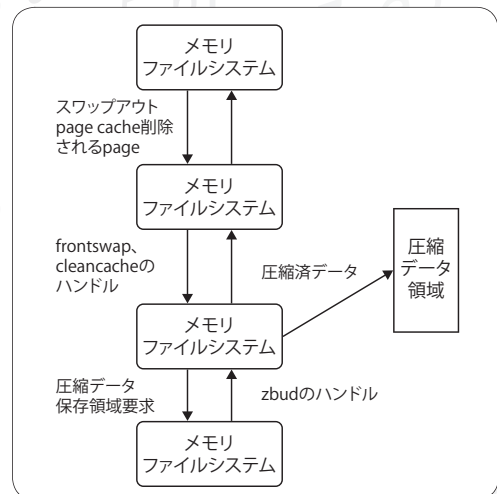 メモリ
ファイルシステム
スワップアウト
page cache削除
されるpage
メモリ
ファイルシステム
frontswap、
cleancacheの
ハンドル
圧縮済データ
圧縮
データ
領域
メモリ
ファイルシステム
圧縮データ
保存領域要求
zbudのハンドル
メモリ
ファイルシステム